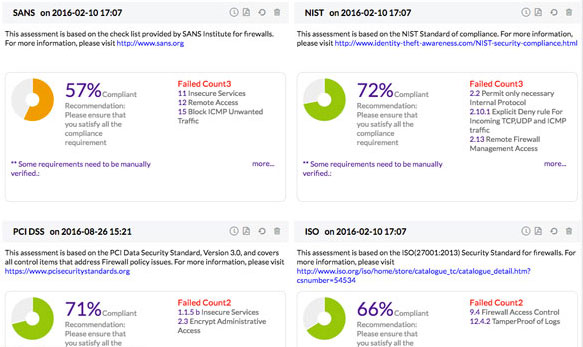 SANS on 2016-02-10 17:07
This assessment is based on the check list provided by SANS Institute for firewalls.
For more information, please visit http://www.sans.org
57% Compliant
Recommendation:
Please ensure that
you satisfy all the
compliance
requirement
Failed Count3
11 Insecure Services
12 Remote Access
15 Block ICMP Unwanted
Traffic
** Some requirements need to be manually
verified.:
more...
NIST on 2016-02-10 17:07
This assessment is based on the NIST Standard of compliance. For more information,
please visit http://www.identity-theft-awareness.com/NIST-security-compliance.html
72% Compliant
Recommendation:
Please ensure that
you satisfy all the
compliance
requirement
Failed Count3
2.2 Permit only necessary
Internal Protocol
2.10.1 Explicit Deny rule For
Incoming TCP,UDP and ICMP
traffic
2.13 Remote Firewall
Management Access
** Some requirements need to be manually
verified.:
more...
PCI DSS on 2016-08-26 15:21
This assessment is based on the PCI Data Security Standard, Version 3.0, and covers
all control items that address Firewall policy issues. For more information, please visit
https://www.pcisecuritystandards.org
71% Compliant
Recommendation:
Please ensure that
you satisfy all the
Failed Count2
1.1.5 b Insecure Services
2.3 Encrypt Administrative
Access
ISO on 2016-02-10 17:07
This assessment is based on the ISO(27001:2013) Security Standard for firewalls. For
more information, please visit
http://www.iso.org/iso/home/store/catalogue_tc/catalogue_detail.htm?
csnumber=54534
66% Compliant
Recommendation:
Please ensure that
you satisfy all the
Failed Count2
9.4 Firewall Access Control
12.4.2 TamperProof of Logs